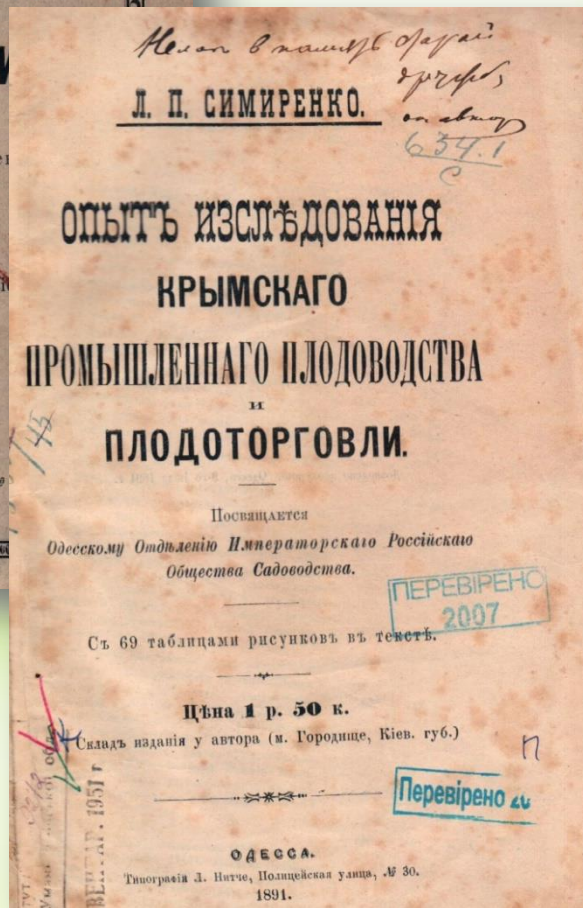 Л. П. СИМИРЕНКО.
634.1
С
ОПЫТЪ ИЗСЛѢДОВАНІЯ
КРЫМСКАГО
ПРОМЫШЛЕННАГО ПЛОДОВОДСТВА
И
ПЛОДОТОРГОВЛИ.
Посвящается
Одесскому Отдѣленію Императорскаго Россійскаго
Общества Садоводства.
ПЕРЕВІРЕНО
2007
Съ 69 таблицами рисунковъ въ текстѣ.
Цѣна 1 р. 50 к.
Складъ изданія у автора (м. Городище, Кіев. губ.)
П
Перевірено
1951 г
ОДЕССА.
Типографія Л. Нитче, Полицейская улица, № 30.
1891.